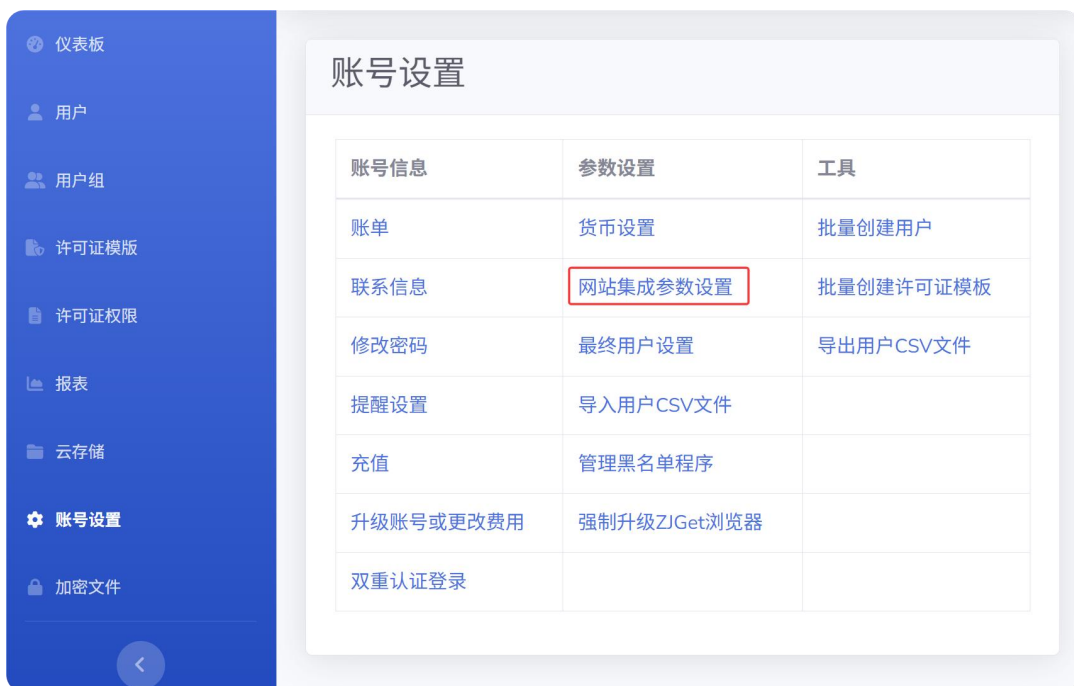 仪表板
用户
用户组
许可证模版
许可证权限
报表
云存储
账号设置
加密文件
账号设置
账号信息 参数设置 工具
账单 货币设置 批量创建用户
联系信息 网站集成参数设置 批量创建许可证模板
修改密码 最终用户设置 导出用户CSV文件
提醒设置 导入用户CSV文件
充值 管理黑名单程序
升级账号或更改费用 强制升级ZJGet浏览器
双重认证登录